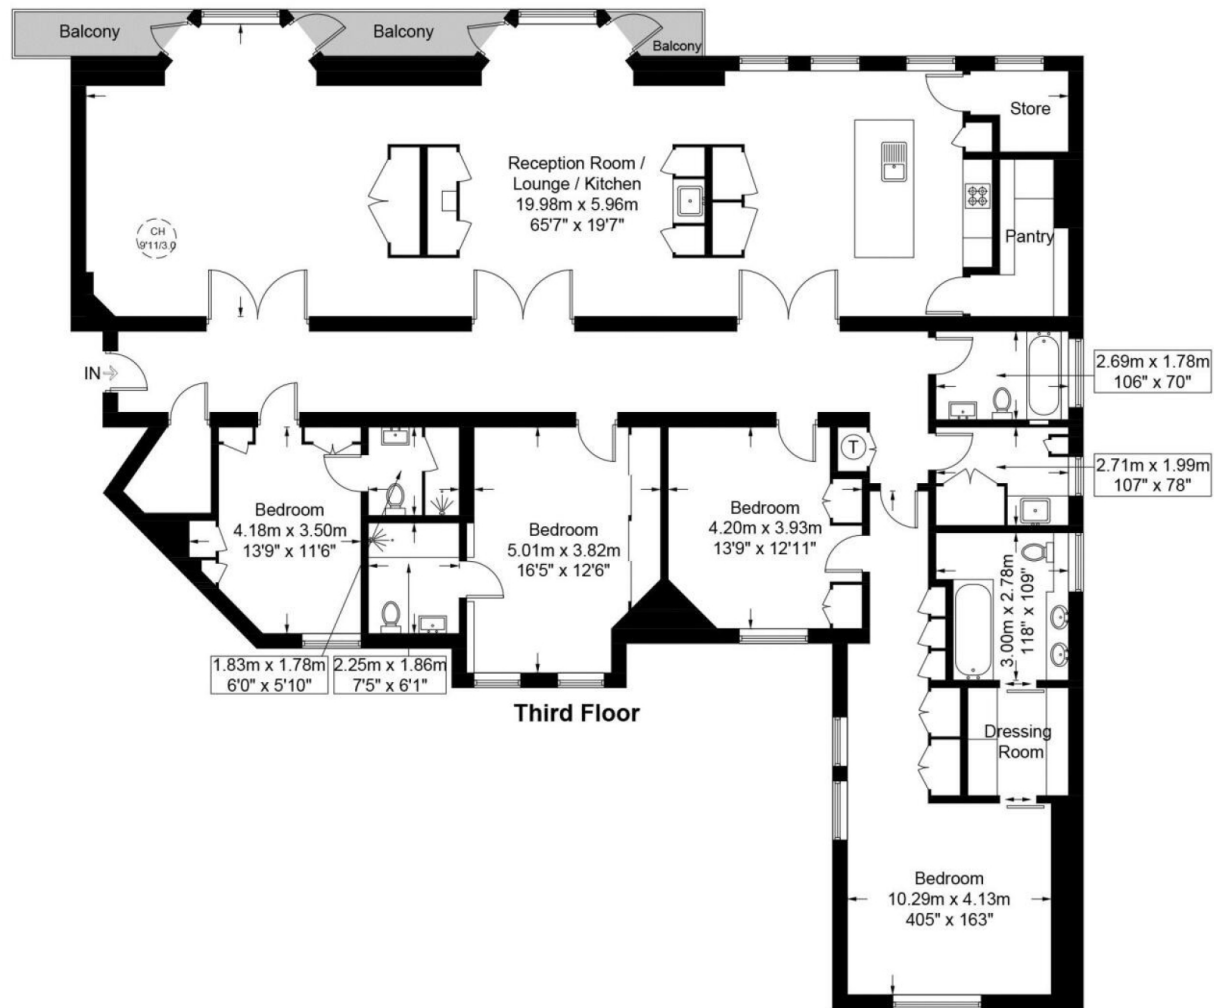 Balcony
Balcony
Balcony
Store
Reception Room /
Lounge / Kitchen
19.98m x 5.96m
65'7" x 19'7"
CH
9'11/3.0
Pantry
IN
2.69m x 1.78m
106" x 70"
T
2.71m x 1.99m
107" x 78"
Bedroom
4.18m x 3.50m
13'9" x 11'6"
Bedroom
5.01m x 3.82m
16'5" x 12'6"
Bedroom
4.20m x 3.93m
13'9" x 12'11"
3.00m x 2.78m
118" x 109"
1.83m x 1.78m
6'0" x 5'10"
2.25m x 1.86m
7'5" x 6'1"
Third Floor
Dressing
Room
Bedroom
10.29m x 4.13m
405" x 163"